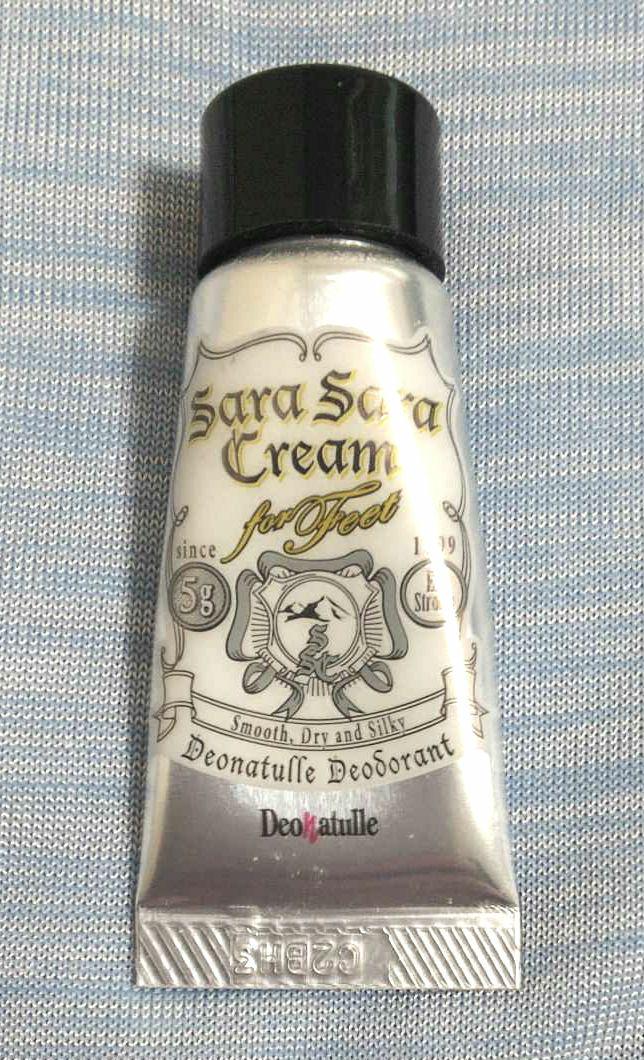 Sara Sara
Cream
for Feet
since
5g
Smooth, Dry and Silky
Deonatulle Deodorant
Deonatulle